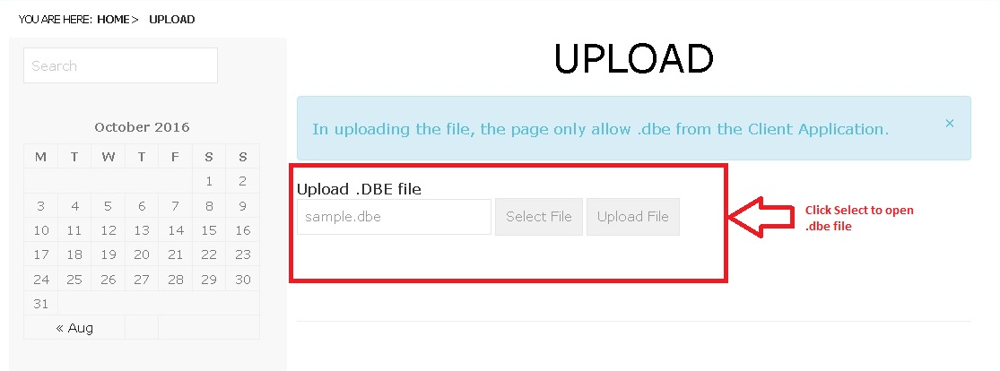 YOU ARE HERE: HOME > UPLOAD
Search
October 2016
M T W T F S S
1 2
3 4 5 6 7 8 9
10 11 12 13 14 15 16
17 18 19 20 21 22 23
24 25 26 27 28 29 30
31
« Aug
UPLOAD
In uploading the file, the page only allow .dbe from the Client Application. ×
Upload .DBE file
sample.dbe Select File Upload File
Click Select to open
.dbe file